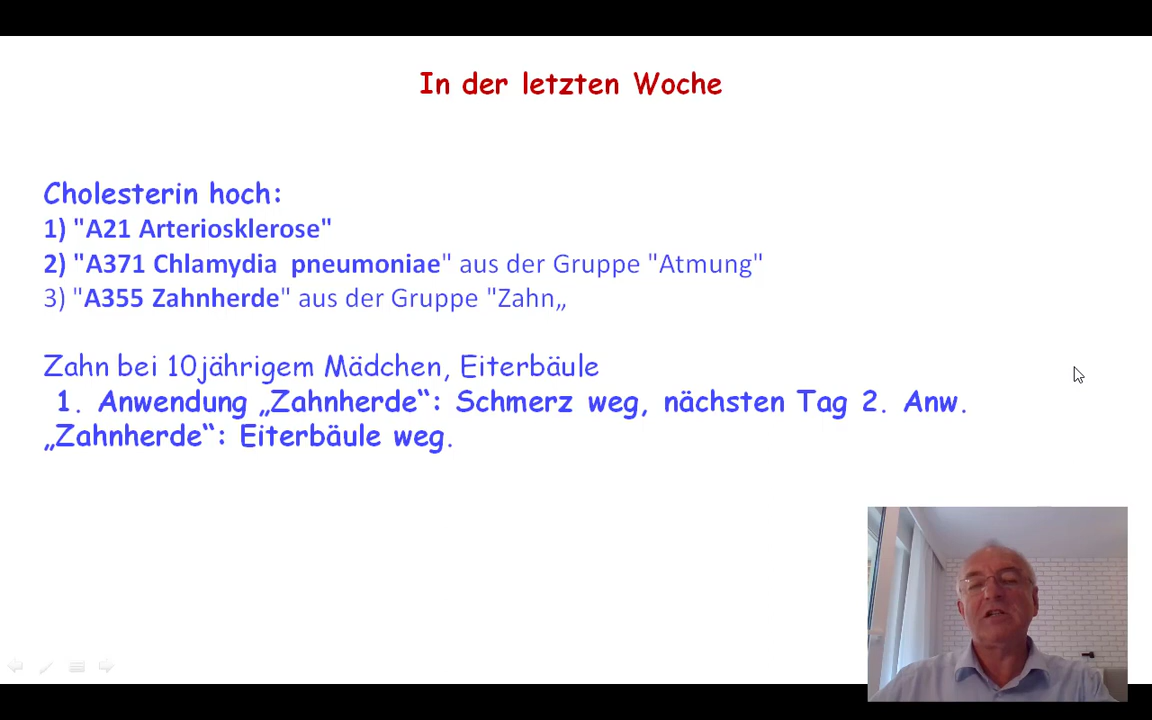 In der letzten Woche
Cholesterin hoch:
1) "A21 Arteriosklerose"
2) "A371 Chlamydia pneumoniae" aus der Gruppe "Atmung"
3) "A355 Zahnherde" aus der Gruppe "Zahn„
Zahn bei 10jährigem Mädchen, Eiterbäule
1. Anwendung „Zahnherde“: Schmerz weg, nächsten Tag 2. Anw.
„Zahnherde“: Eiterbäule weg.